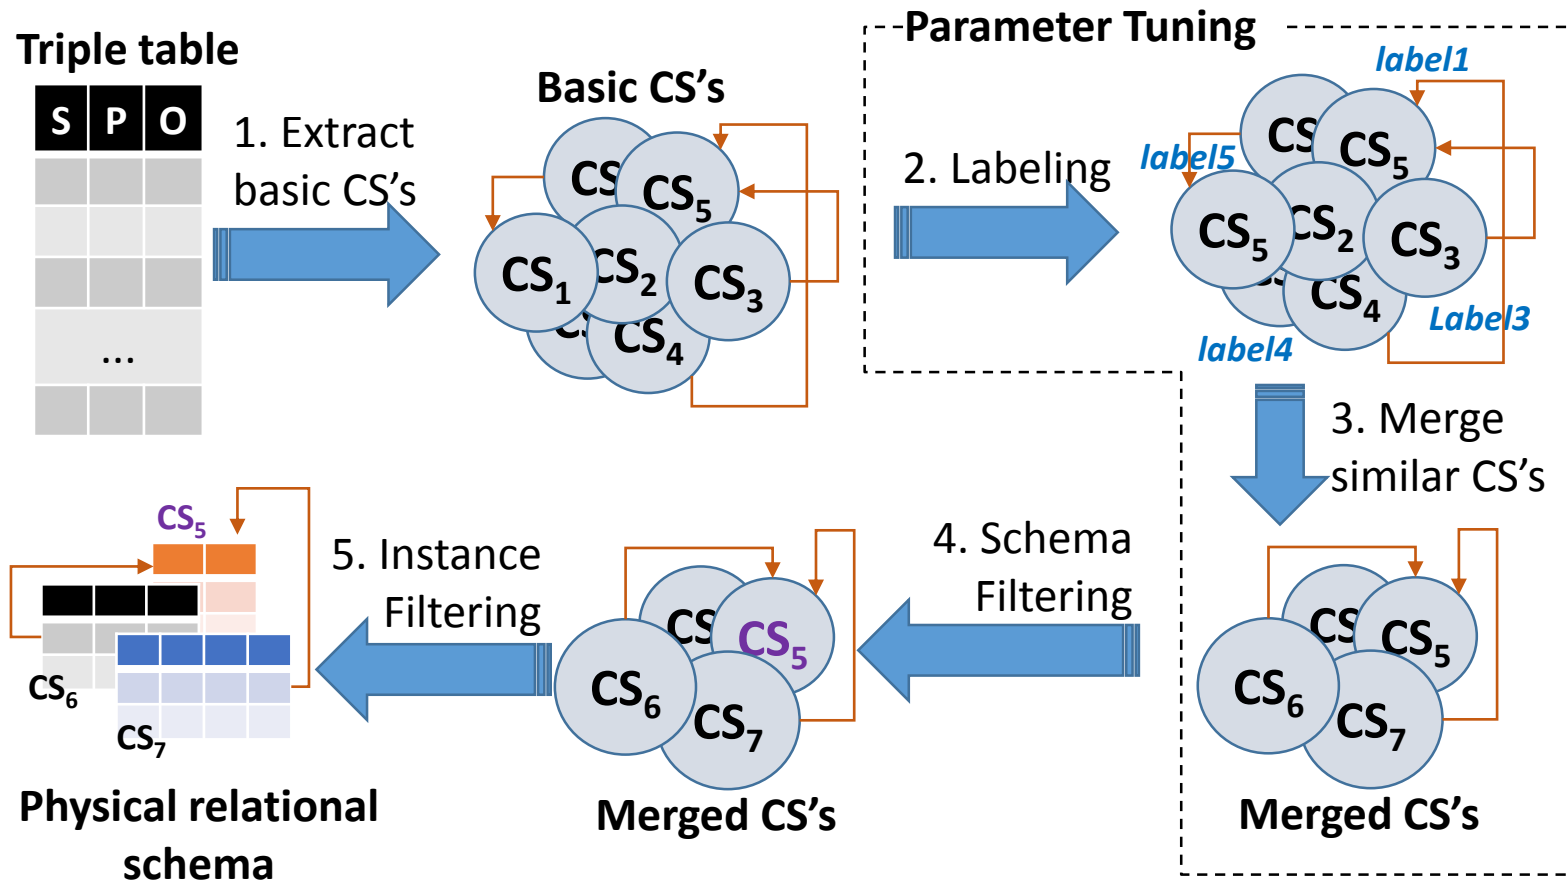 Triple table
S P O
...
1. Extract
basic CS's
Basic CS's
CS
CS5
CS1
CS2
CS3
CS4
Parameter Tuning
2. Labeling
label1
label5
CS
CS5
CS5
CS2
CS3
CS4
Label3
label4
3. Merge
similar CS's
CS
CS5
CS6
CS7
Merged CS's
4. Schema
Filtering
CS
CS5
CS6
CS7
Merged CS's
5. Instance
Filtering
CS5
CS6
CS7
Physical relational
schema